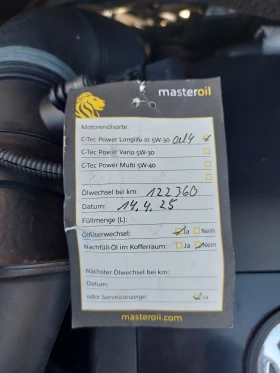 masteroil
Motorenölsorte:
C-Tec Power Longlife III 5W-30
C-Tec Power Vario 5W-30
C-Tec Power Multi 5W-40
Ölwechsel bei km: 122360
Datum: 14.4.25
Füllmenge (L):
Ölfilterwechsel: Ja Nein
Nachfüll-Öl im Kofferraum: Ja Nein
Nächster Ölwechsel bei km:
Datum:
oder Serviceanzeige: Ja
masteroil.com